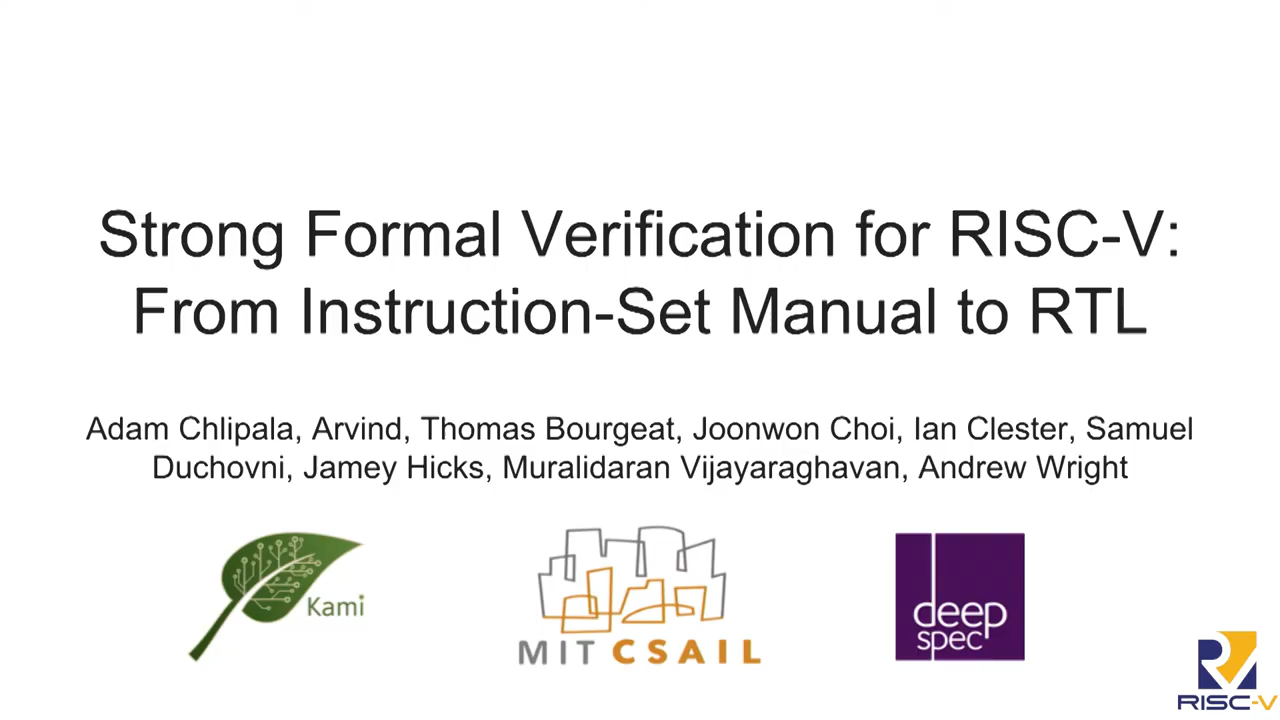 Strong Formal Verification for RISC-V:
From Instruction-Set Manual to RTL
Adam Chlipala, Arvind, Thomas Bourgeat, Joonwon Choi, Ian Clester, Samuel
Duchovni, Jamey Hicks, Muralidaran Vijayaraghavan, Andrew Wright
Kami
MIT CSAIL
deep
spec
RISC-V